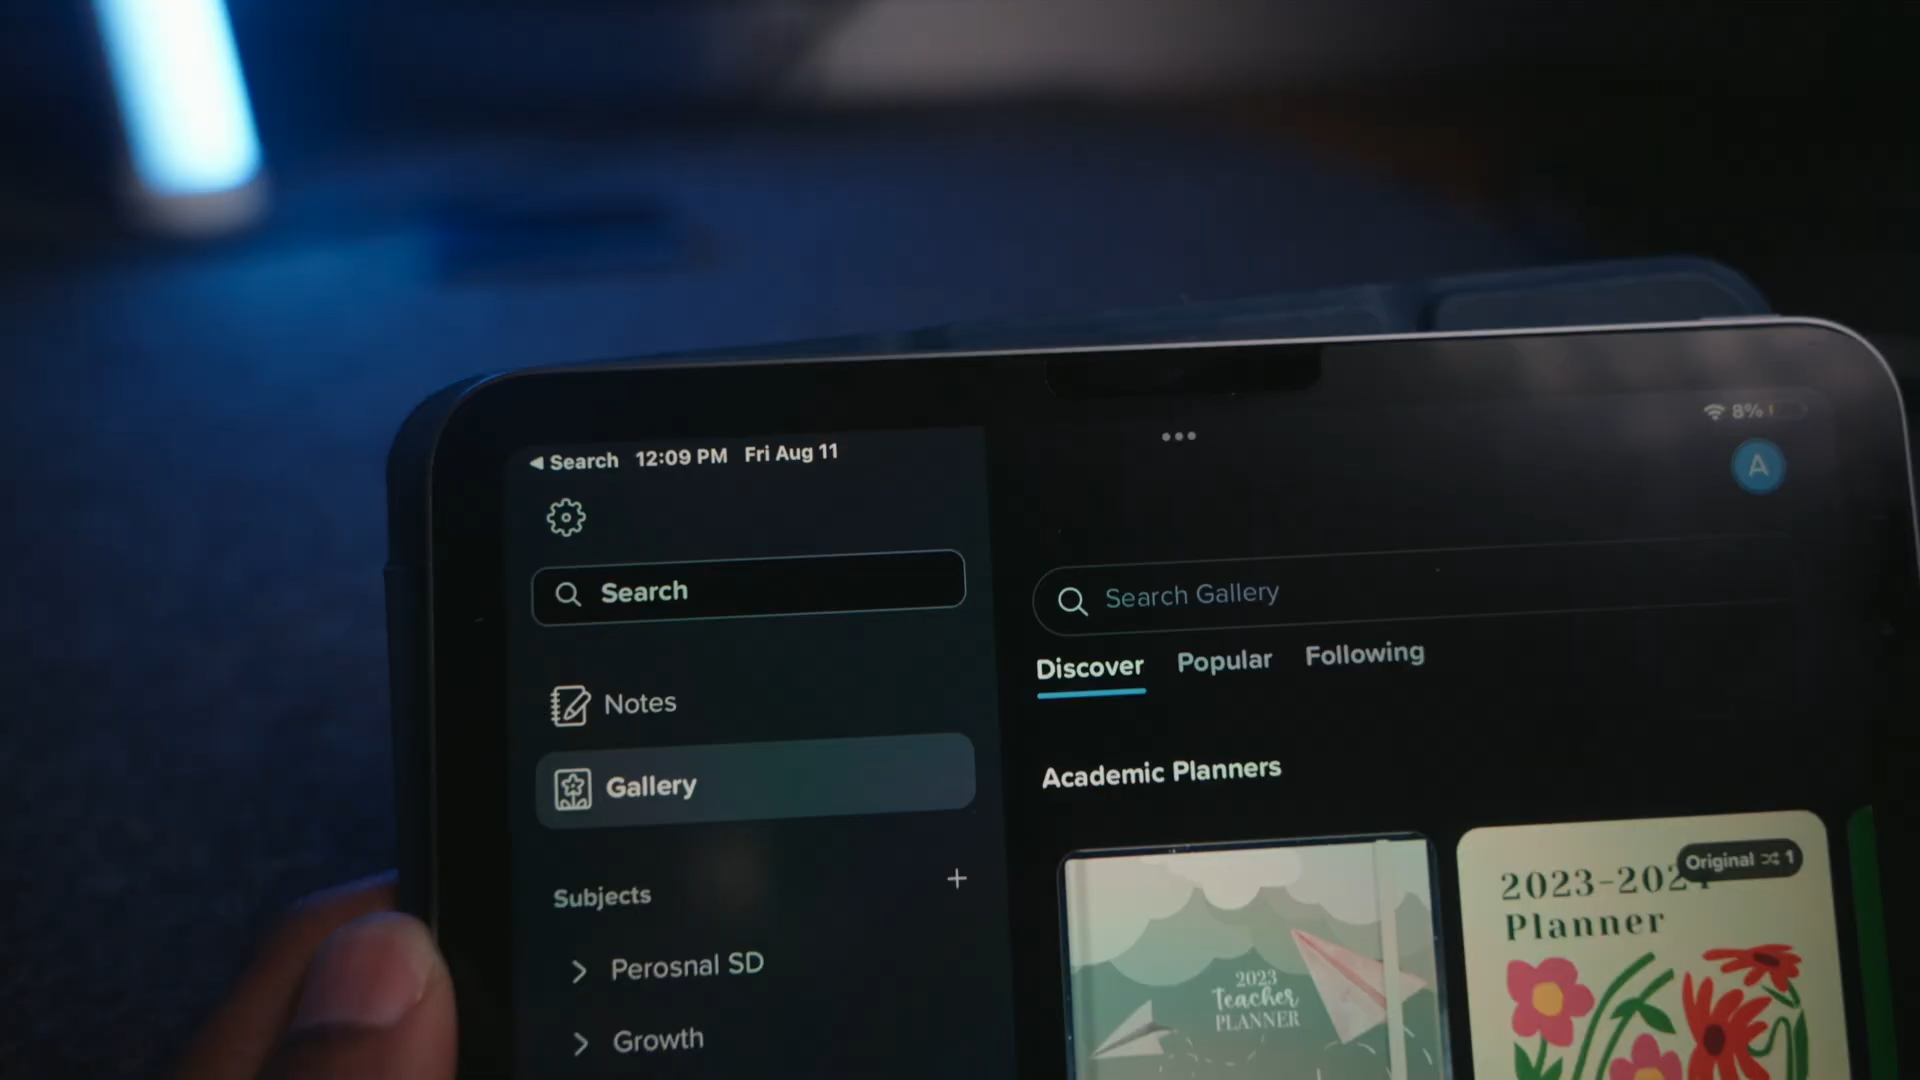 ◀ Search 12:09 PM Fri Aug 11
8%
A
Search
Notes
Gallery
Subjects
Perosnal SD
Growth
Search Gallery
Discover Popular Following
Academic Planners
2023
Teacher
PLANNER
Original 1
2023-202
Planner